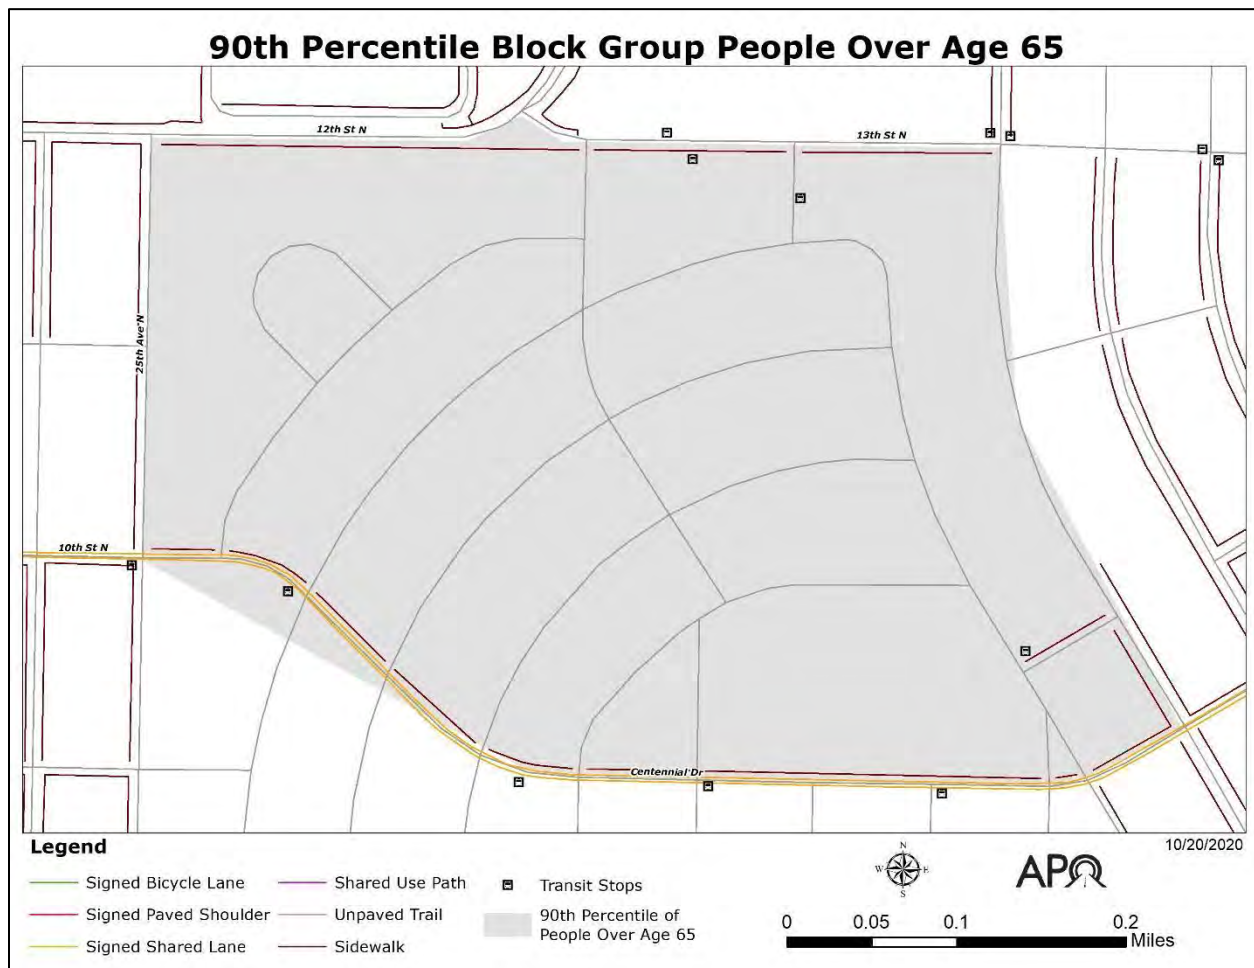 90th Percentile Block Group People Over Age 65
12th St N
13th St N
25th Ave N
10th St N
Centennial Dr
10/20/2020
Legend
Signed Bicycle Lane
Signed Paved Shoulder
Signed Shared Lane
Shared Use Path
Unpaved Trail
Sidewalk
Transit Stops
90th Percentile of
People Over Age 65
N
W
E
S
APO
0
0.05
0.1
0.2
Miles